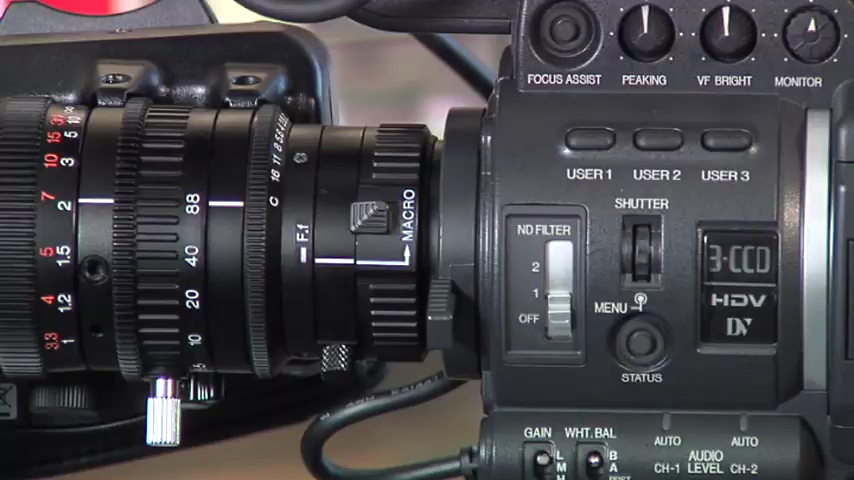 FOCUS ASSIST
PEAKING
VF BRIGHT
MONITOR
USER 1
USER 2
USER 3
SHUTTER
ND FILTER
2
1
OFF
MENU
STATUS
3-CCD
HDV
DV
GAIN
L
M
H
WHT. BAL
B
A
AUTO
AUTO
AUDIO
LEVEL
CH-1
CH-2
MACRO
F.f
C 16 11 8 5.6 4
88
40
20
10
∞
15 5
10 3
7 2
5 1.5
4 1.2
3.3 1